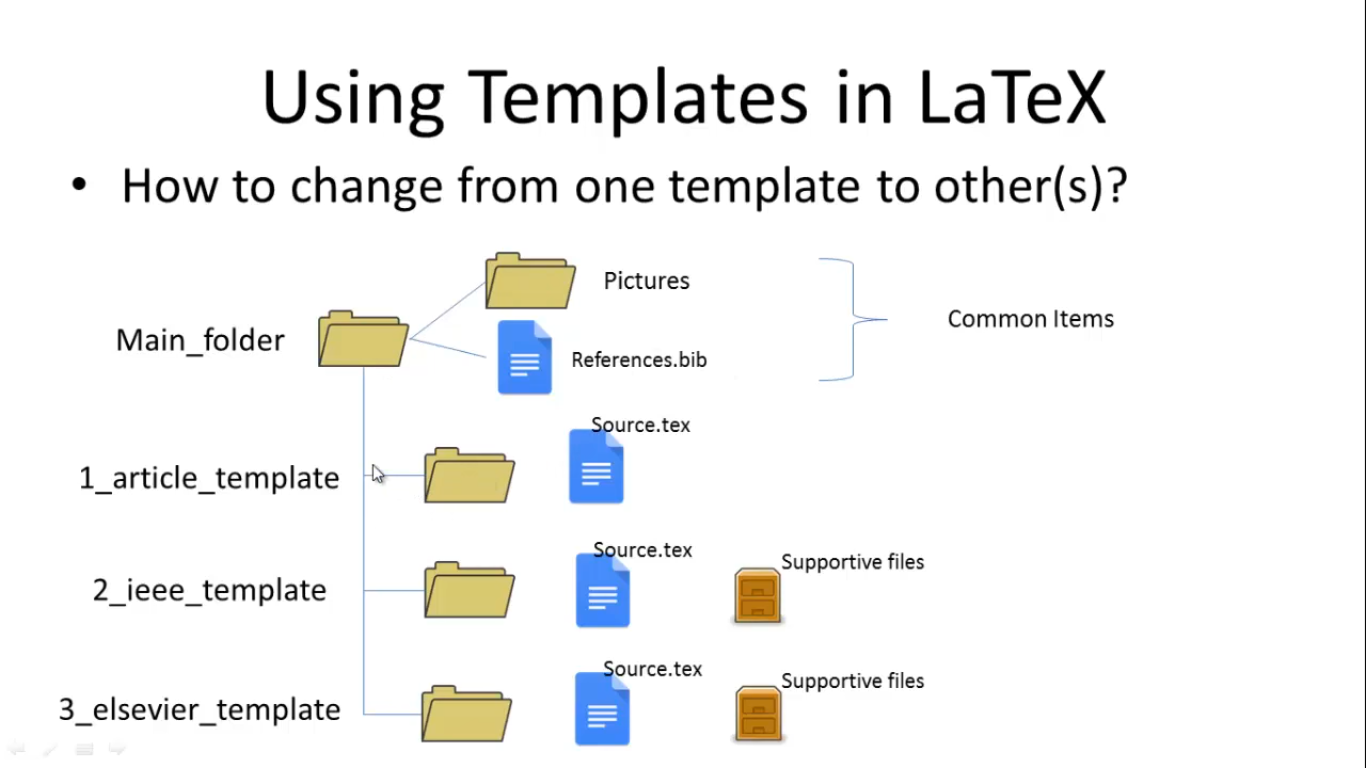 Using Templates in LaTeX
• How to change from one template to other(s)?
Pictures
Common Items
Main_folder
References.bib
Source.tex
1_article_template
Source.tex
Supportive files
2_ieee_template
Source.tex
Supportive files
3_elsevier_template